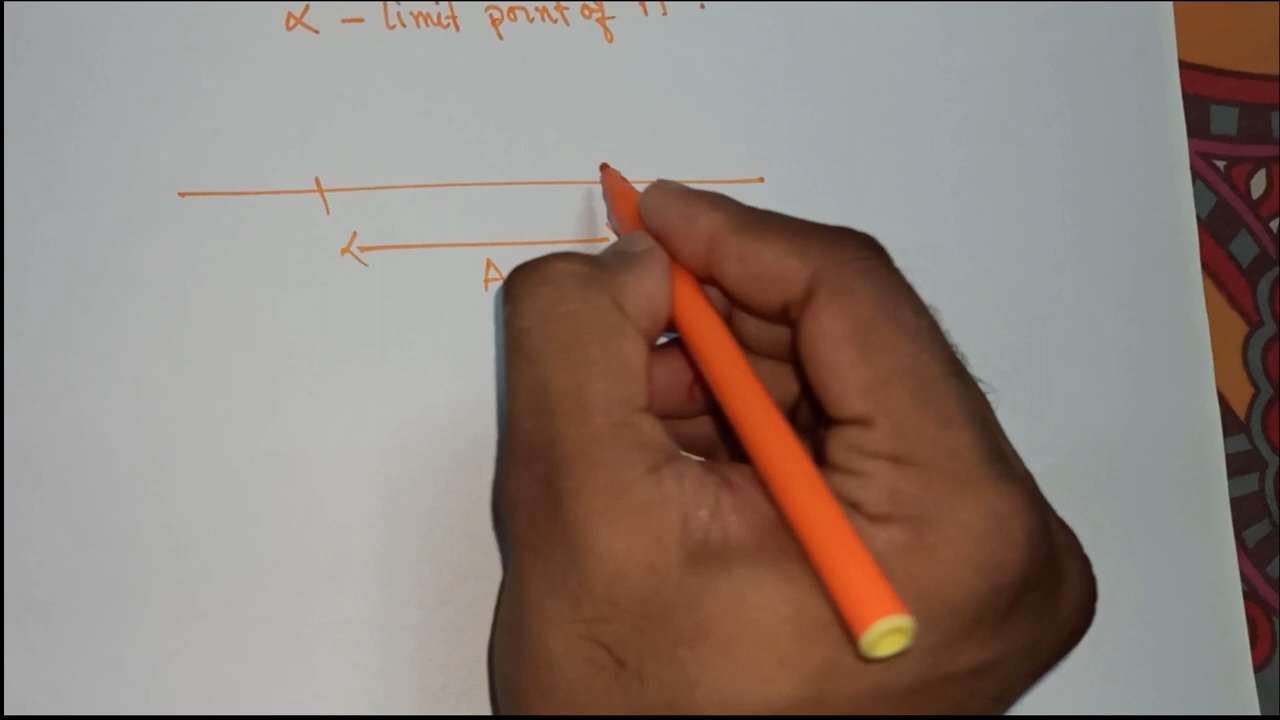 α - limit point of
A